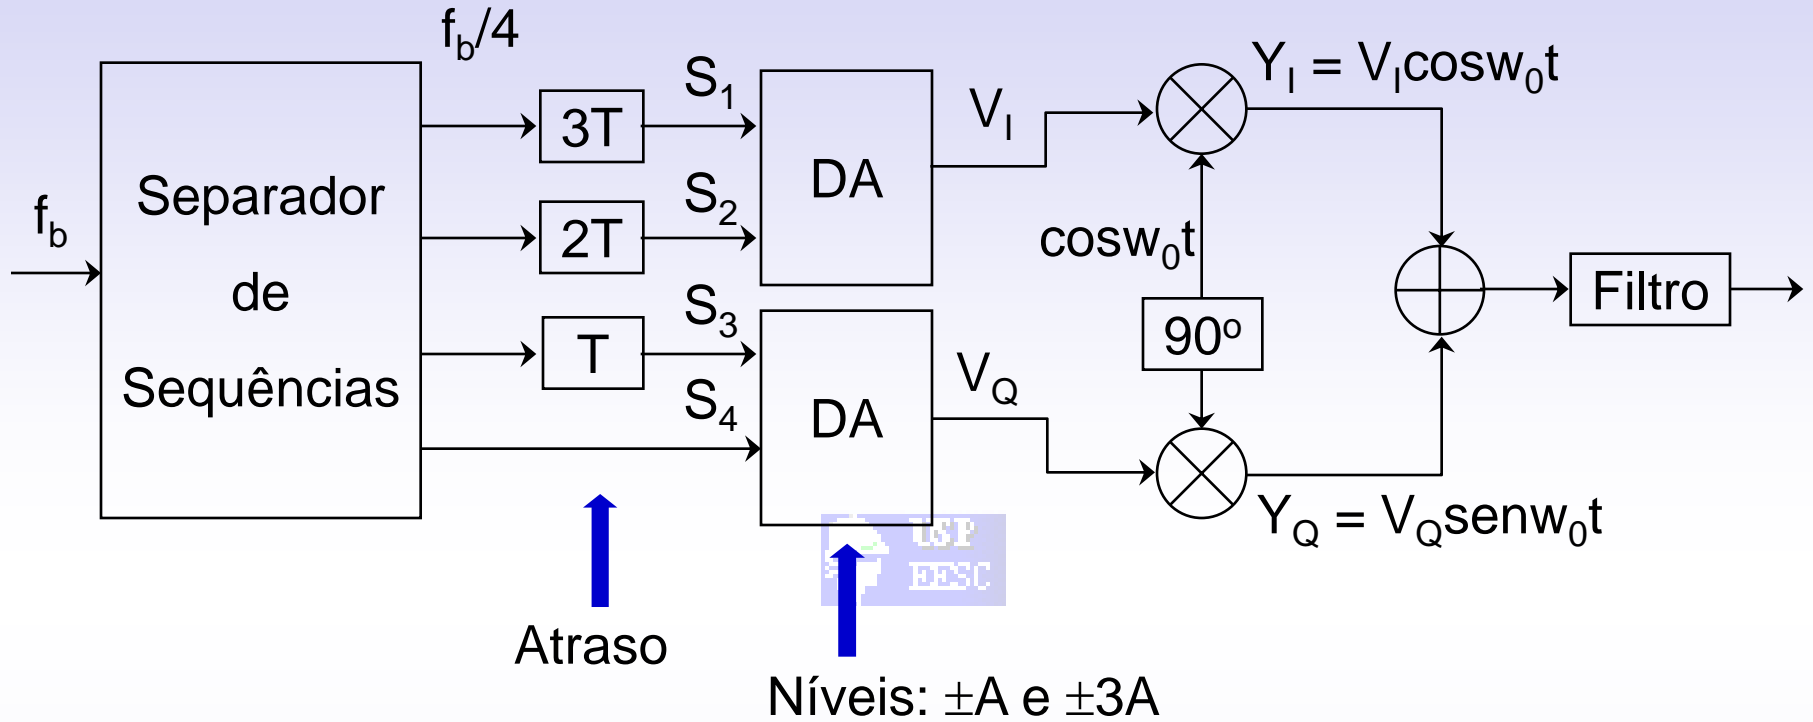 f_b/4
f_b
Separador
de
Sequências
3T
2T
T
S_1
S_2
S_3
S_4
DA
DA
V_I
V_Q
Y_I = V_Icosw_0t
cosw_0t
90º
Y_Q = V_Qsenw_0t
Filtro
USP
EESC
Atraso
Níveis: ±A e ±3A